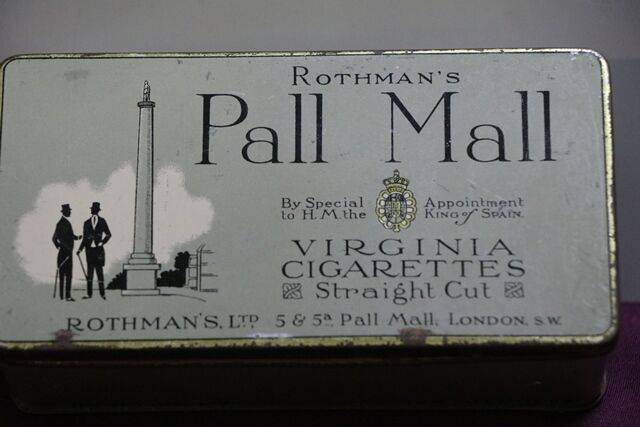 ROTHMAN'S
Pall Mall
By Special Appointment
to H.M. the KING of SPAIN.
VIRGINIA
CIGARETTES
Straight Cut
ROTHMAN'S. LTD 5 & 5a Pall Mall, LONDON, S.W.